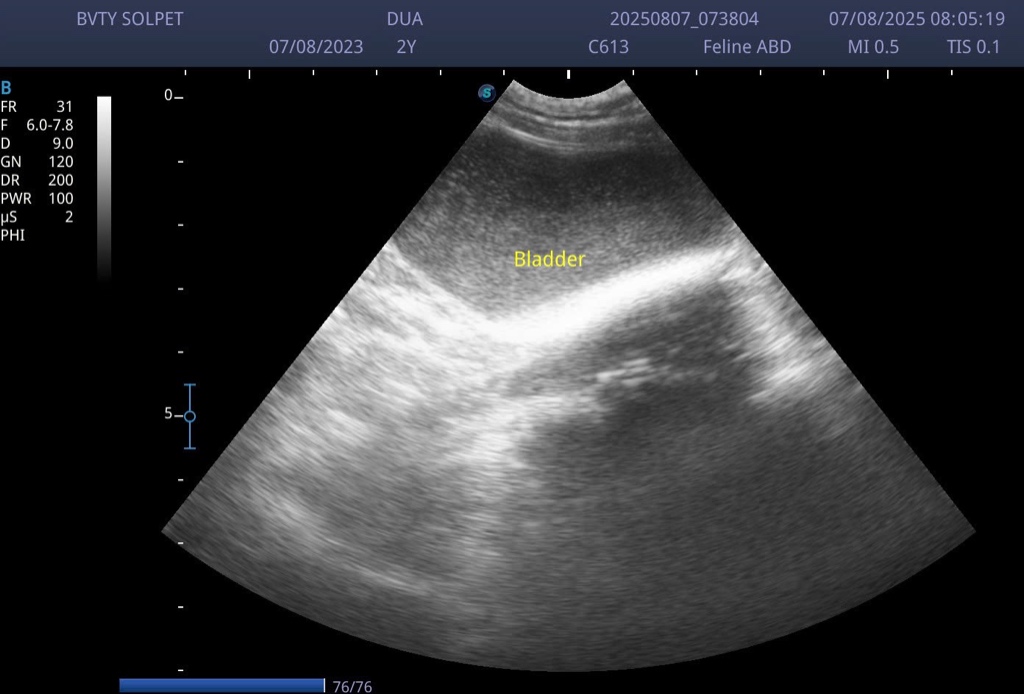 BVTY SOLPET DUA 20250807_073804 07/08/2025 08:05:19
07/08/2023 2Y C613 Feline ABD MI 0.5 TIS 0.1
B
FR 31
F 6.0-7.8
D 9.0
GN 120
DR 200
PWR 100
µS 2
PHI
0
S
Bladder
5
76/76